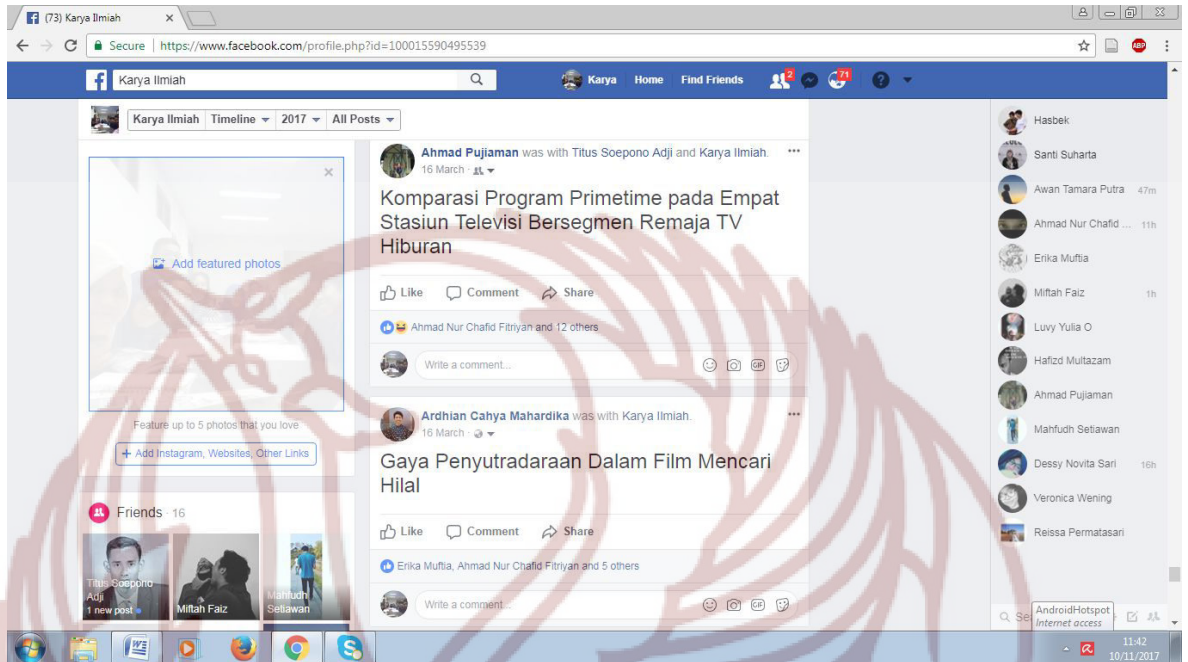 (73) Karya Ilmiah
Secure | https://www.facebook.com/profile.php?id=100015590495539
ABP
Karya Ilmiah
Karya Home Find Friends 2 71
Karya Ilmiah Timeline 2017 All Posts
Add featured photos
Feature up to 5 photos that you love
+ Add Instagram, Websites, Other Links
Friends · 16
Titus Soepono
Adji
1 new post
Miftah Faiz
Mahfudh
Setiawan
Ahmad Pujiaman was with Titus Soepono Adji and Karya Ilmiah.
16 March
Komparasi Program Primetime pada Empat
Stasiun Televisi Bersegmen Remaja TV
Hiburan
Like Comment Share
Ahmad Nur Chafid Fitriyan and 12 others
Write a comment...
GIF
Ardhian Cahya Mahardika was with Karya Ilmiah.
16 March
Gaya Penyutradaraan Dalam Film Mencari
Hilal
Like Comment Share
Erika Muftia, Ahmad Nur Chafid Fitriyan and 5 others
Write a comment...
GIF
Hasbek
Santi Suharta
Awan Tamara Putra 47m
Ahmad Nur Chafid ... 11h
Erika Muftia
Miftah Faiz 1h
Luvy Yulia O
Hafizd Multazam
Ahmad Pujiaman
Mahfudh Setiawan
Dessy Novita Sari 16h
Veronica Wening
Reissa Permatasari
AndroidHotspot
Internet access
11:42
10/11/2017